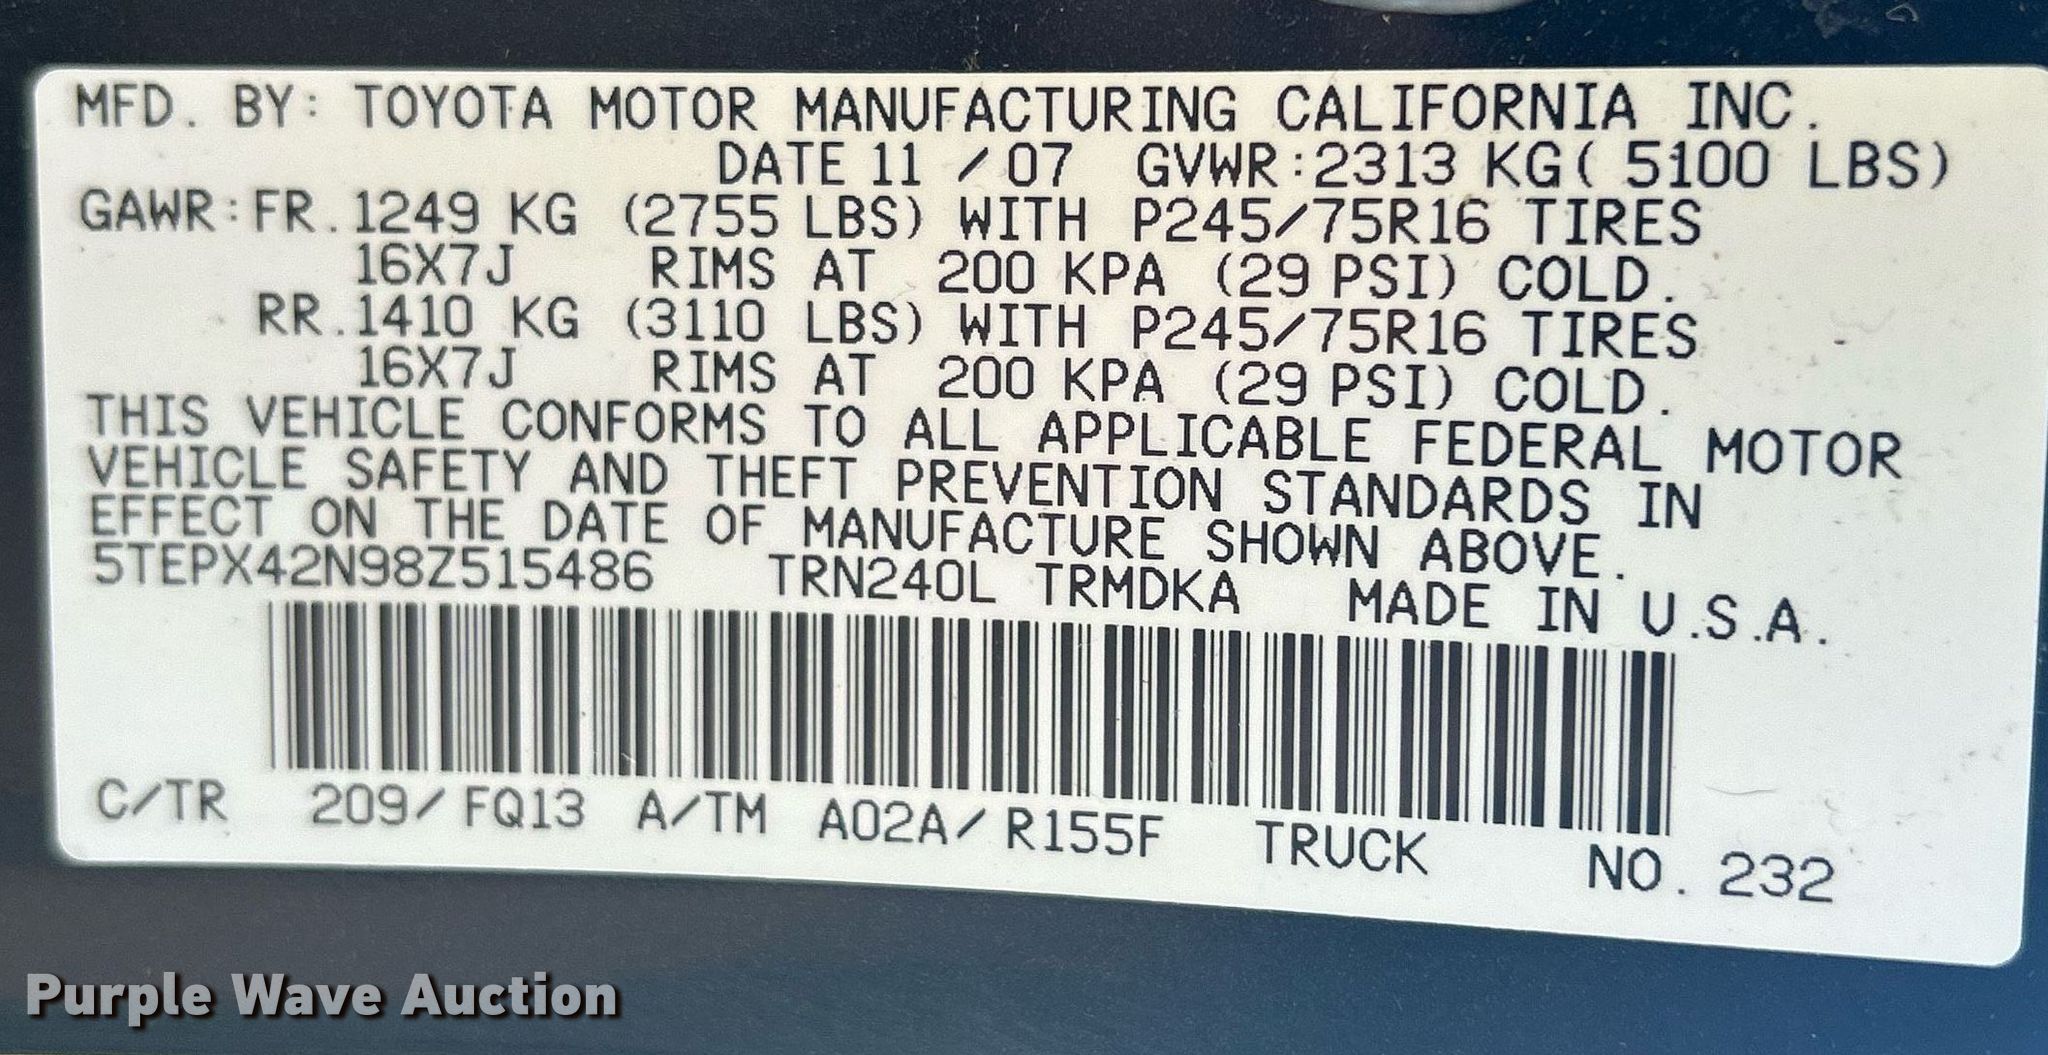 MFD. BY: TOYOTA MOTOR MANUFACTURING CALIFORNIA INC.
DATE 11 / 07 GVWR:2313 KG( 5100 LBS)
GAWR:FR.1249 KG (2755 LBS) WITH P245/75R16 TIRES
16X7J RIMS AT 200 KPA (29 PSI) COLD.
RR.1410 KG (3110 LBS) WITH P245/75R16 TIRES
16X7J RIMS AT 200 KPA (29 PSI) COLD.
THIS VEHICLE CONFORMS TO ALL APPLICABLE FEDERAL MOTOR
VEHICLE SAFETY AND THEFT PREVENTION STANDARDS IN
EFFECT ON THE DATE OF MANUFACTURE SHOWN ABOVE.
5TEPX42N98Z515486 TRN240L TRMDKA MADE IN U.S.A.
C/TR 209/FQ13 A/TM A02A/R155F TRUCK NO. 232
Purple Wave Auction